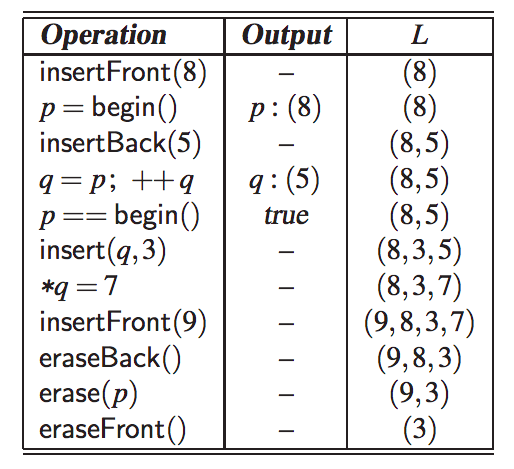 Operation Output L
insertFront(8) – (8)
p = begin() p : (8) (8)
insertBack(5) – (8,5)
q = p; ++q q : (5) (8,5)
p == begin() true (8,5)
insert(q,3) – (8,3,5)
*q = 7 – (8,3,7)
insertFront(9) – (9,8,3,7)
eraseBack() – (9,8,3)
erase(p) – (9,3)
eraseFront() – (3)